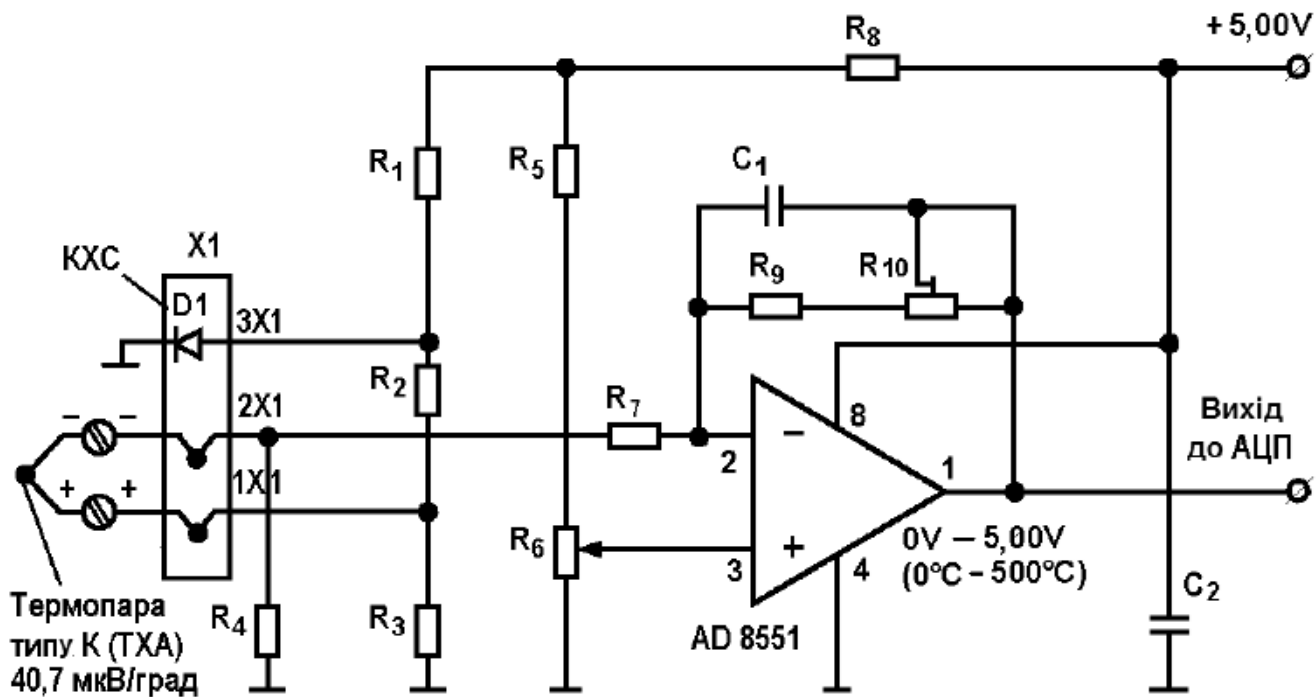 R8
+ 5,00V
R1
R5
C1
X1
КХС
R9
R10
D1
3X1
R2
R7
8
2X1
Вихід
до АЦП
− −
−
2
1X1
1
+ +
R6
+
3
4
0V – 5,00V
(0°C – 500°C)
C2
Термопара
типу К (ТХА)
40,7 мкВ/град
R4
R3
AD 8551